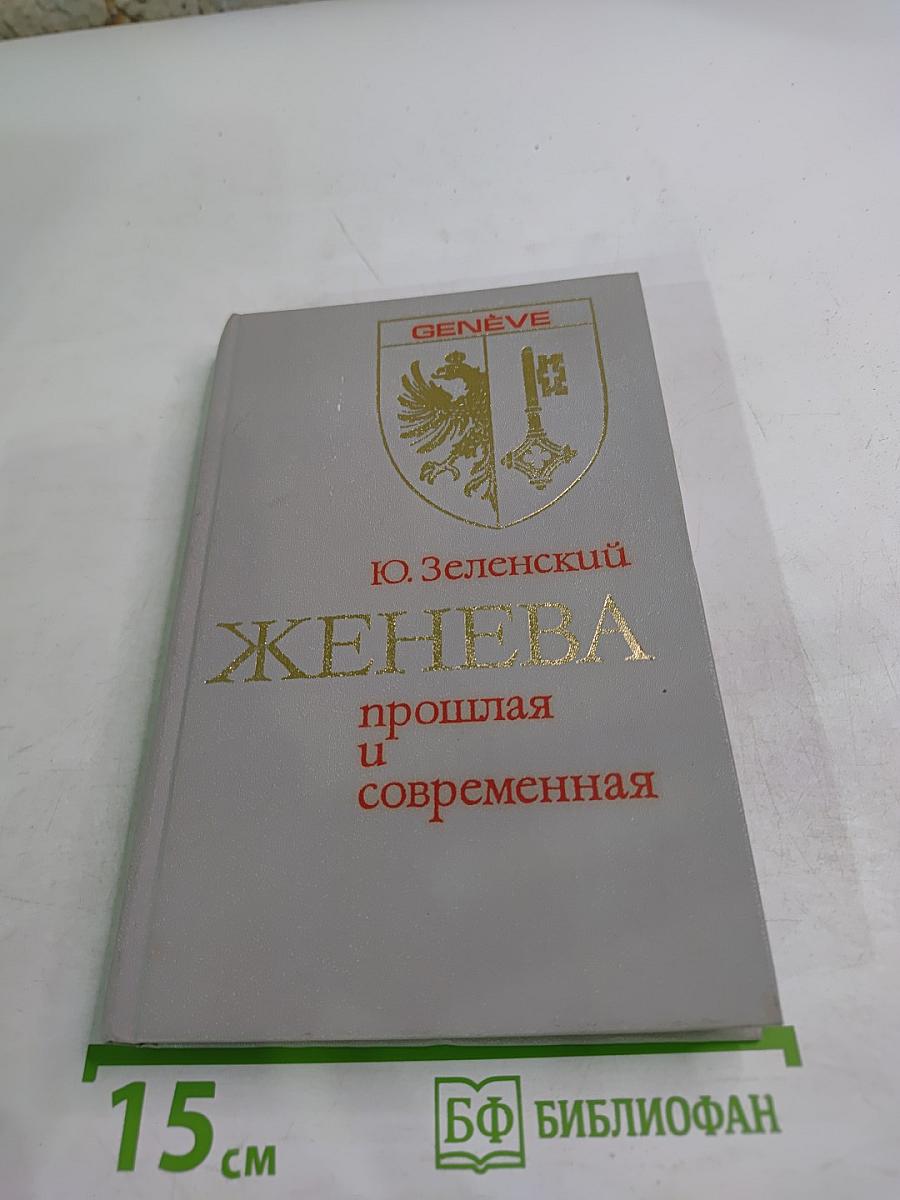 GENÈVE
Ю. Зеленский
ЖЕНЕВА
прошлая
и
современная
15 см
БФ БИБЛИОФАН